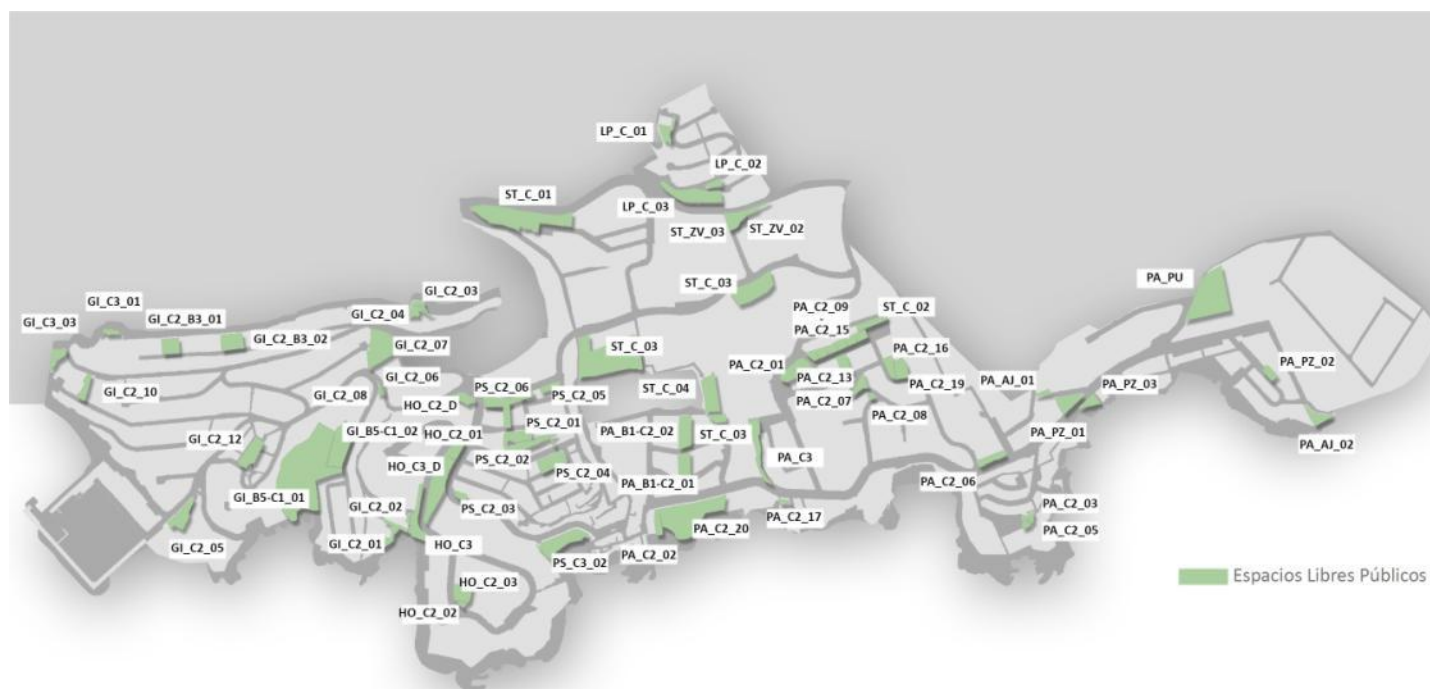 LP_C_01
LP_C_02
ST_C_01
LP_C_03
ST_ZV_03
ST_ZV_02
PA_PU
ST_C_03
GI_C2_03
GI_C3_01
GI_C2_04
PA_C2_09
ST_C_02
GI_C3_03
GI_C2_B3_01
PA_C2_15
GI_C2_B3_02
GI_C2_07
ST_C_03
PA_C2_16
PA_C2_01
PA_PZ_02
GI_C2_06
PA_C2_13
PA_C2_19
PA_AJ_01
PA_PZ_03
GI_C2_10
GI_C2_08
PS_C2_06
PS_C2_05
ST_C_04
PA_C2_07
HO_C2_D
PA_C2_08
PS_C2_01
GI_B5-C1_02
HO_C2_01
PA_B1-C2_02
ST_C_03
PA_PZ_01
GI_C2_12
PA_AJ_02
PS_C2_02
PA_C3
HO_C3_D
PS_C2_04
PA_B1-C2_01
PA_C2_06
GI_B5-C1_01
GI_C2_02
PS_C2_03
PA_C2_03
PA_C2_17
PA_C2_20
PA_C2_05
GI_C2_05
GI_C2_01
HO_C3
PA_C2_02
PS_C3_02
Espacios Libres Públicos
HO_C2_03
HO_C2_02